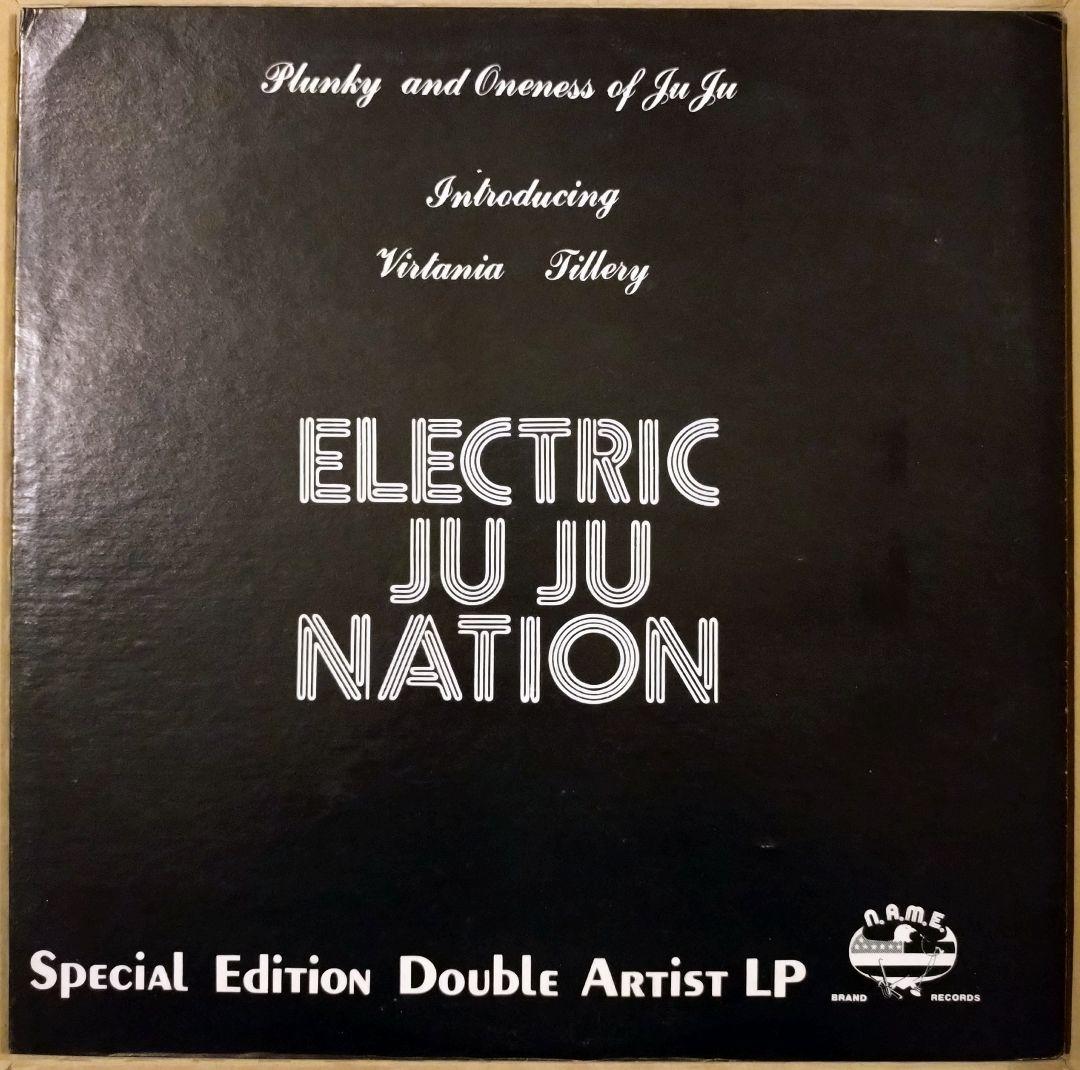 Plunky and Oneness of Ju Ju
Introducing
Virtania Tillery
ELECTRIC
JU JU
NATION
Special Edition Double Artist LP
N.A.M.E.
BRAND RECORDS